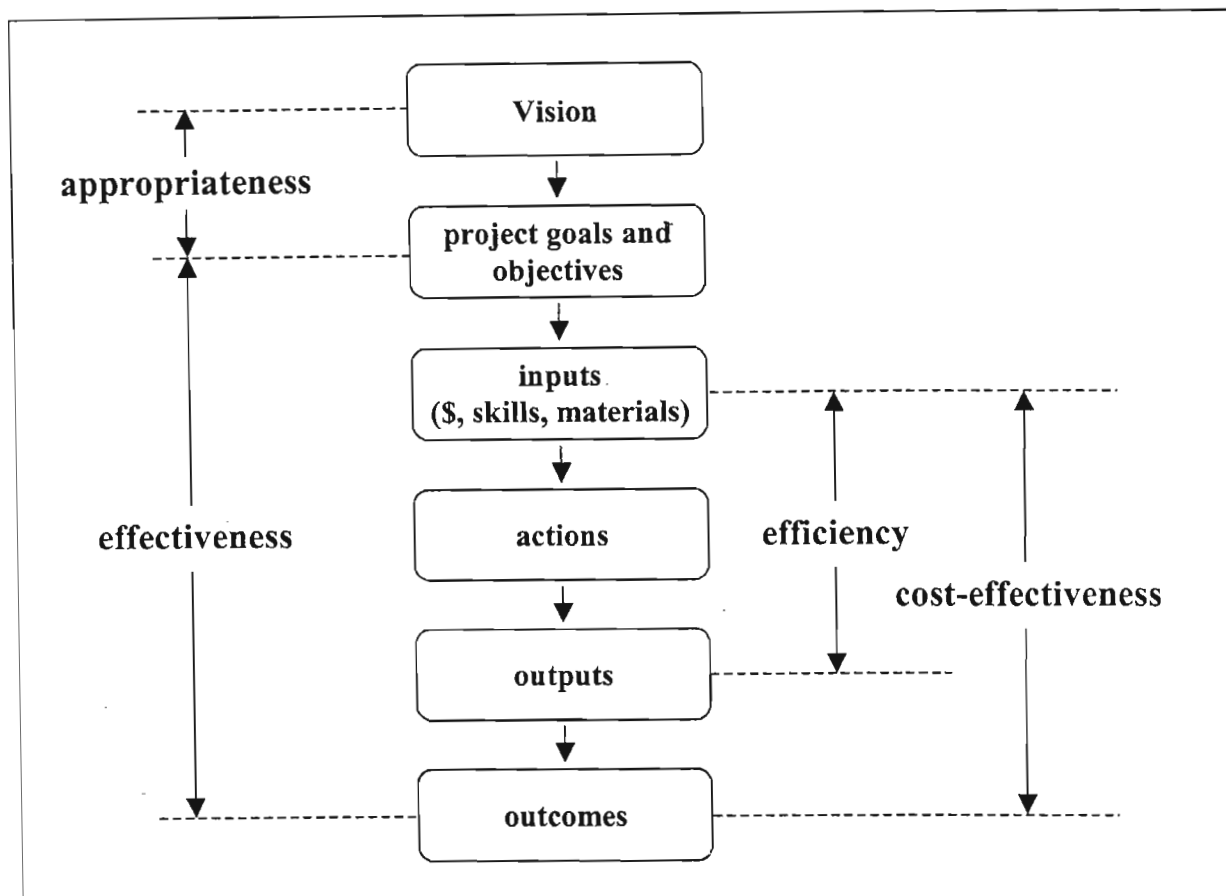 Vision
appropriateness
project goals and
objectives
inputs
($, skills, materials)
effectiveness
actions
efficiency
cost-effectiveness
outputs
outcomes